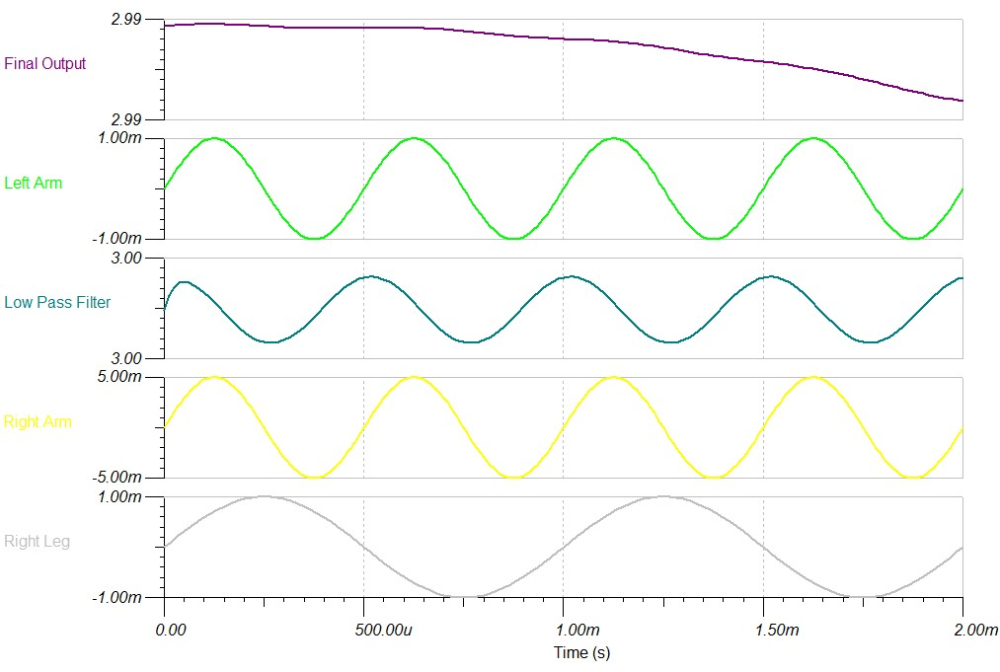 2.99
Final Output
2.99
1.00m
Left Arm
-1.00m
3.00
Low Pass Filter
3.00
5.00m
Right Arm
-5.00m
1.00m
Right Leg
-1.00m
0.00 500.00u 1.00m 1.50m 2.00m
Time (s)